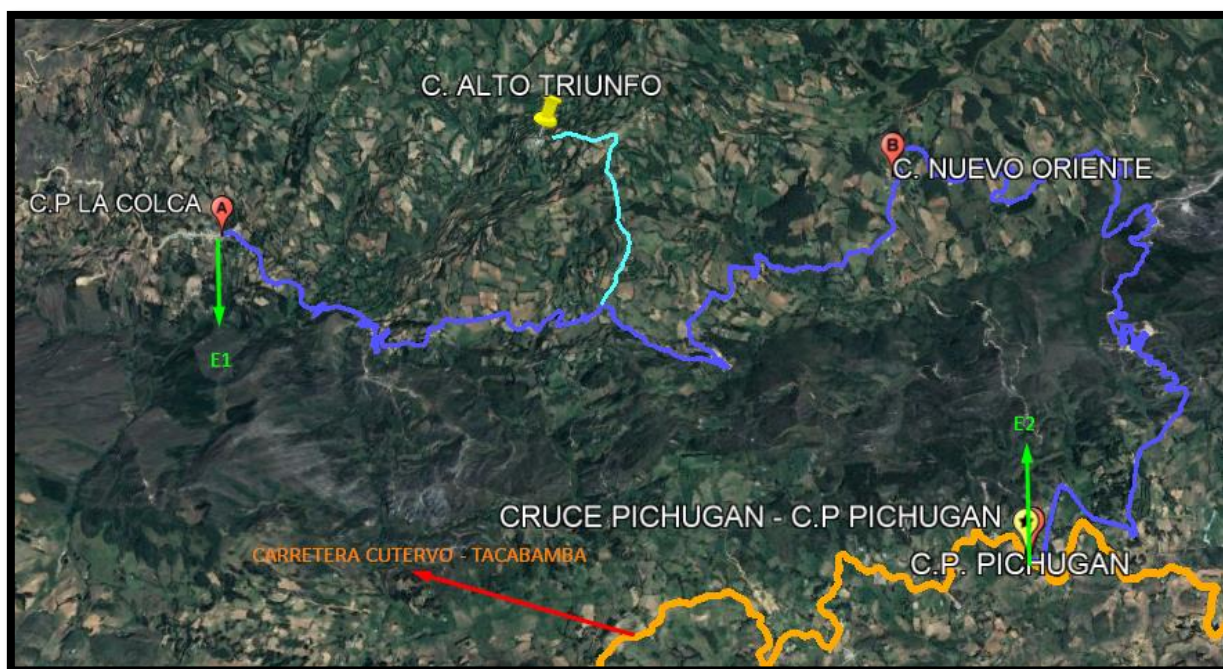 C. ALTO TRIUNFO
B
C. NUEVO ORIENTE
C.P LA COLCA
A
E1
E2
CRUCE PICHUGAN - C.P PICHUGAN
CARRETERA CUTERVO - TACABAMBA
C.P. PICHUGAN